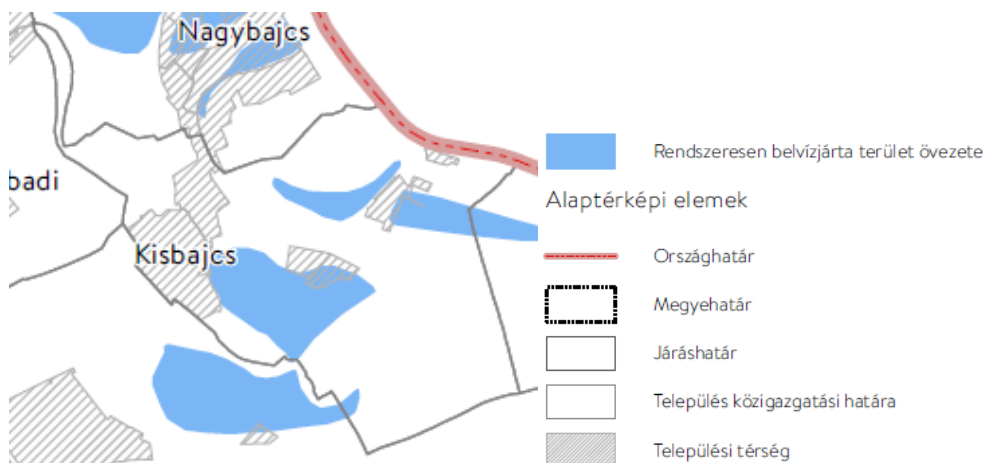 Nagybajcs
badi
Kisbajcs
Rendszeresen belvízjárta terület övezete
Alaptérképi elemek
Országhatár
Megyehatár
Járáshatár
Település közigazgatási határa
Települési térség